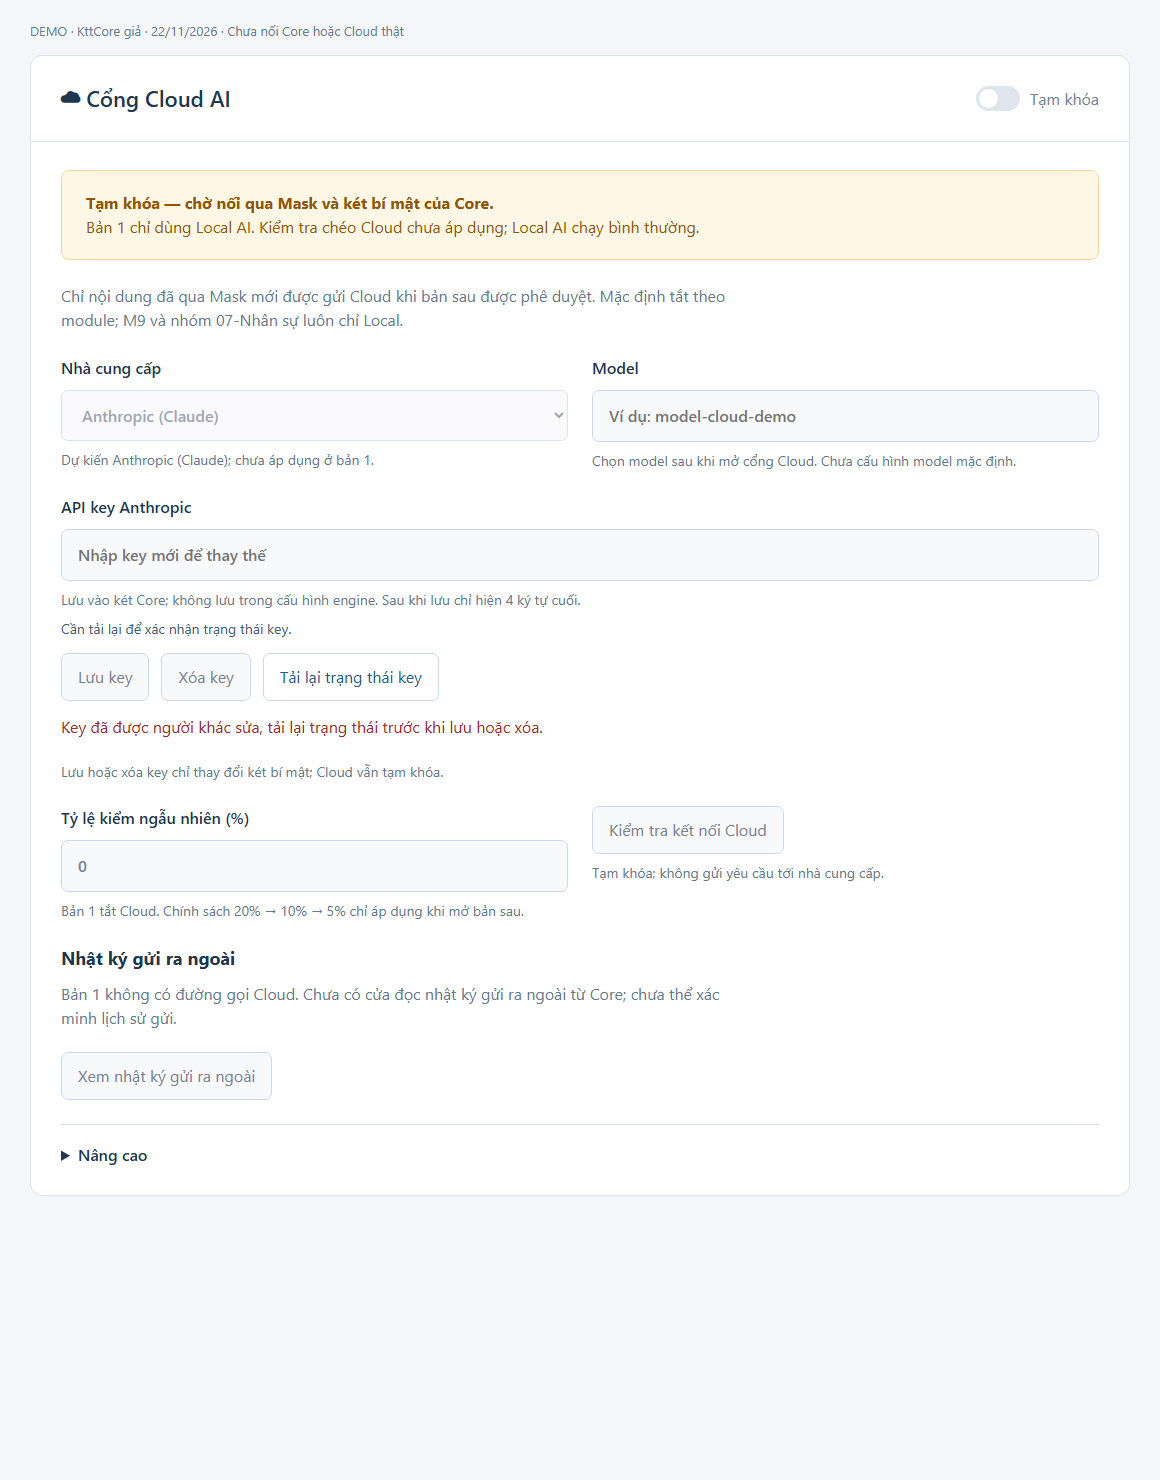 DEMO · KttCore giả · 22/11/2026 · Chưa nối Core hoặc Cloud thật
Cổng Cloud AI
Tạm khóa
Tạm khóa — chờ nối qua Mask và két bí mật của Core.
Bản 1 chỉ dùng Local AI. Kiểm tra chéo Cloud chưa áp dụng; Local AI chạy bình thường.
Chỉ nội dung đã qua Mask mới được gửi Cloud khi bản sau được phê duyệt. Mặc định tắt theo
module; M9 và nhóm 07-Nhân sự luôn chỉ Local.
Nhà cung cấp
Anthropic (Claude)
Dự kiến Anthropic (Claude); chưa áp dụng ở bản 1.
Model
Ví dụ: model-cloud-demo
Chọn model sau khi mở cổng Cloud. Chưa cấu hình model mặc định.
API key Anthropic
Nhập key mới để thay thế
Lưu vào két Core; không lưu trong cấu hình engine. Sau khi lưu chỉ hiện 4 ký tự cuối.
Cần tải lại để xác nhận trạng thái key.
Lưu key
Xóa key
Tải lại trạng thái key
Key đã được người khác sửa, tải lại trạng thái trước khi lưu hoặc xóa.
Lưu hoặc xóa key chỉ thay đổi két bí mật; Cloud vẫn tạm khóa.
Tỷ lệ kiểm ngẫu nhiên (%)
0
Bản 1 tắt Cloud. Chính sách 20% → 10% → 5% chỉ áp dụng khi mở bản sau.
Kiểm tra kết nối Cloud
Tạm khóa; không gửi yêu cầu tới nhà cung cấp.
Nhật ký gửi ra ngoài
Bản 1 không có đường gọi Cloud. Chưa có cửa đọc nhật ký gửi ra ngoài từ Core; chưa thể xác
minh lịch sử gửi.
Xem nhật ký gửi ra ngoài
Nâng cao